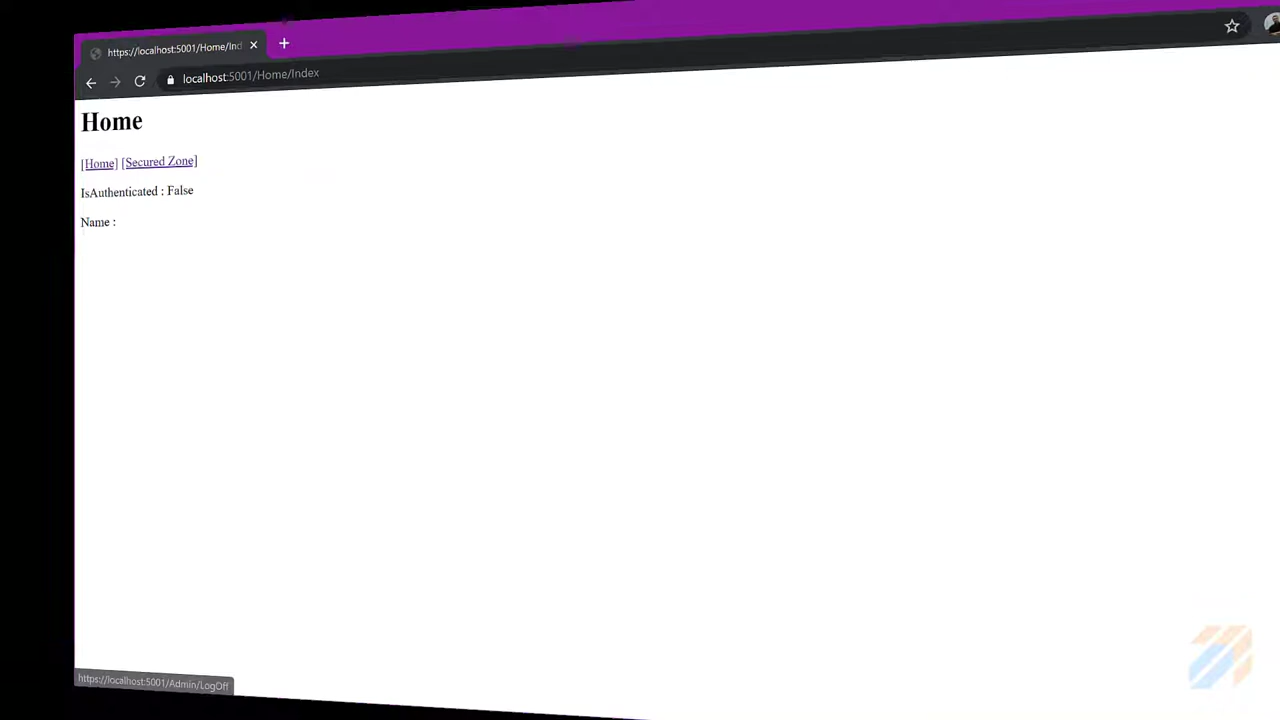 https://localhost:5001/Home/Ind
localhost:5001/Home/Index
Home
[Home] [Secured Zone]
IsAuthenticated : False
Name :
https://localhost:5001/Admin/LogOff